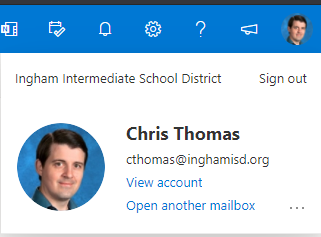 Ingham Intermediate School District Sign out
Chris Thomas
cthomas@inghamisd.org
View account
Open another mailbox ...